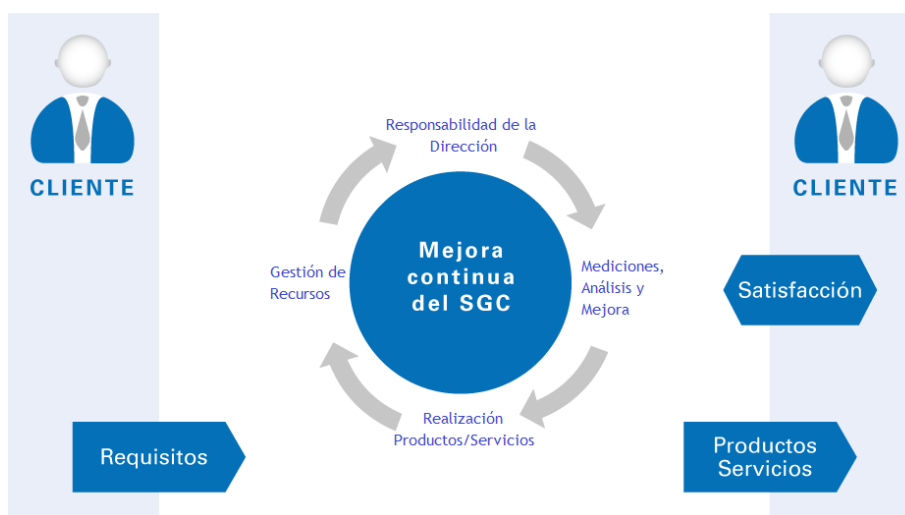 CLIENTE
CLIENTE
Responsabilidad de la
Dirección
Mejora
continua
del SGC
Gestión de
Recursos
Mediciones,
Análisis y
Mejora
Satisfacción
Realización
Productos/Servicios
Requisitos
Productos
Servicios